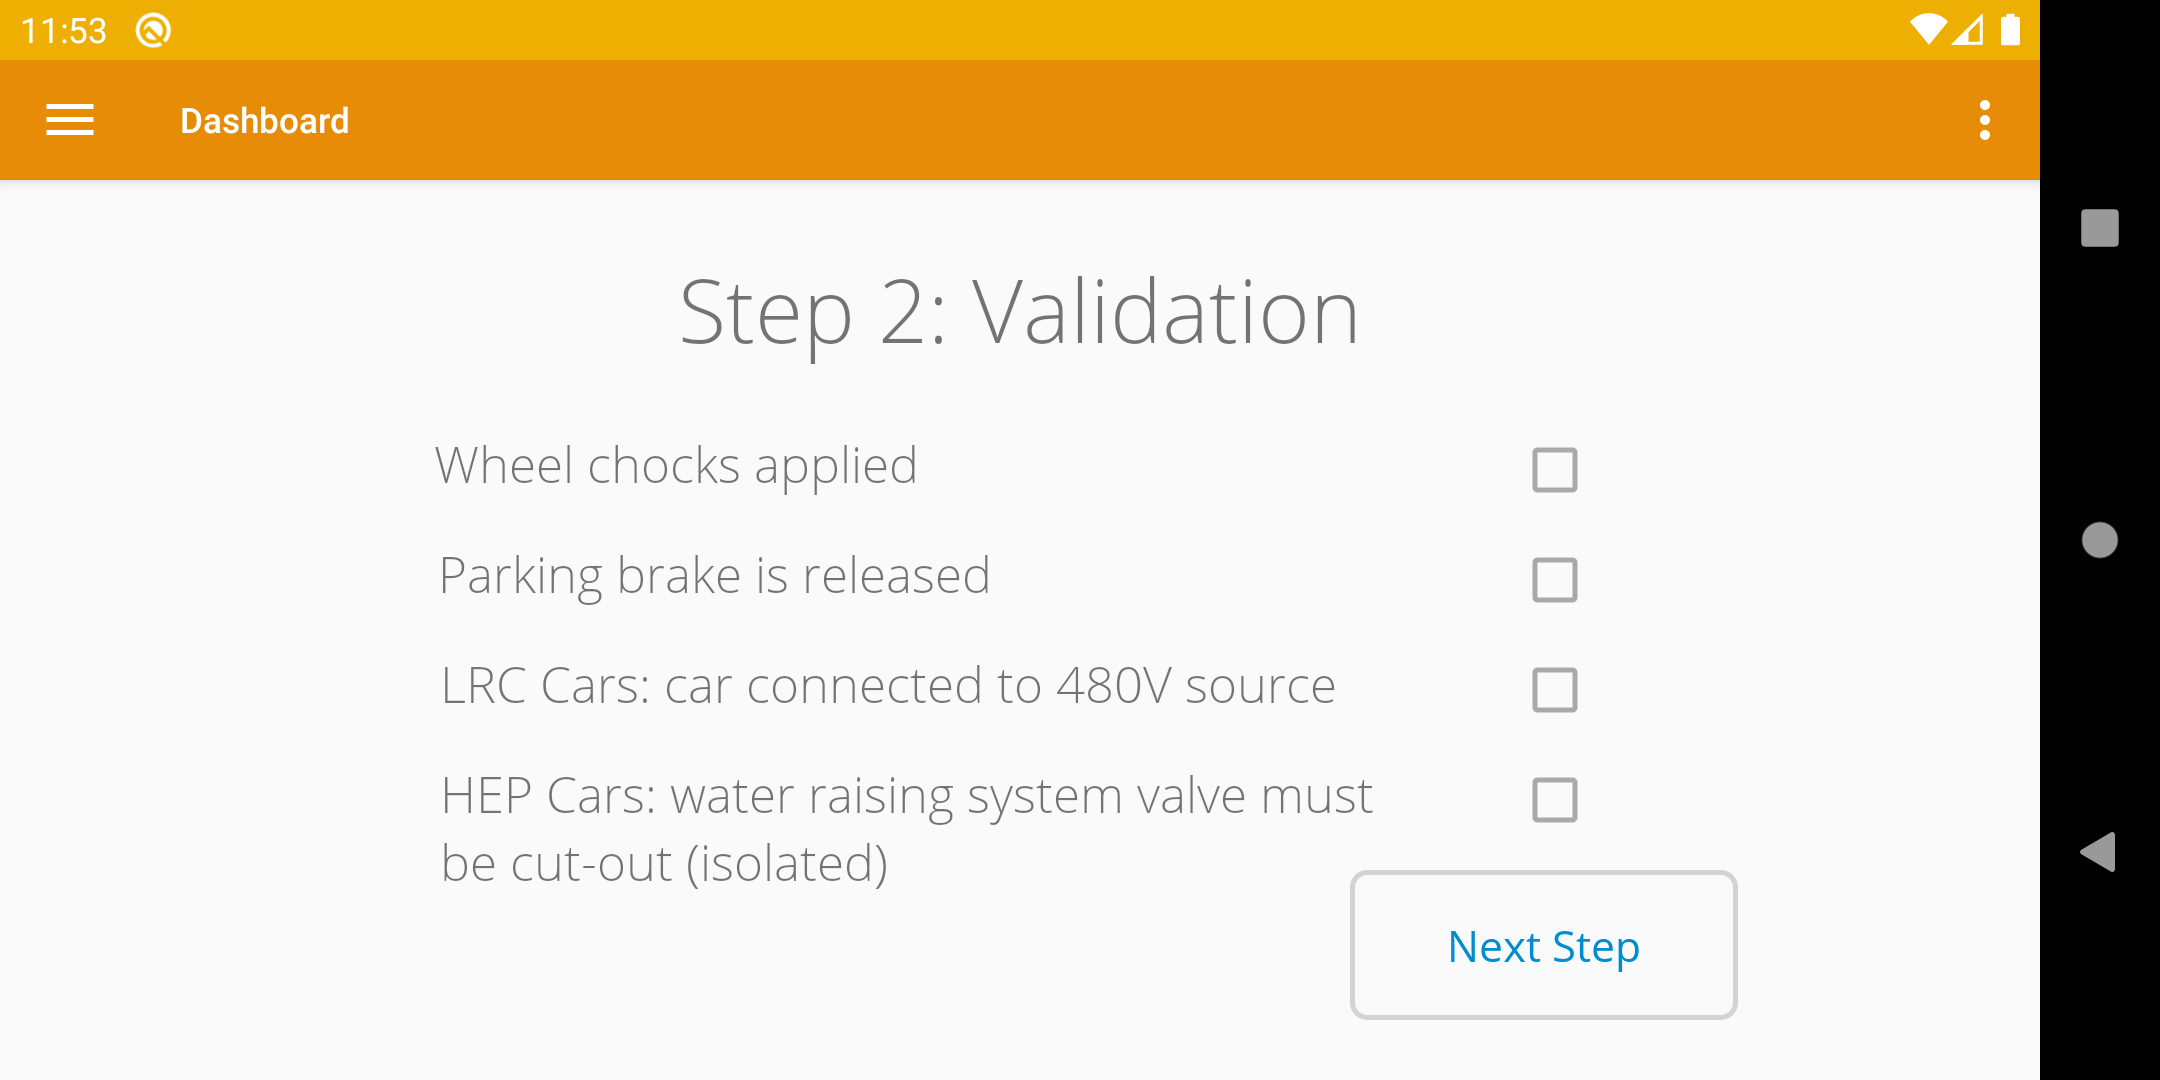 11:53
Dashboard
Step 2: Validation
Wheel chocks applied
Parking brake is released
LRC Cars: car connected to 480V source
HEP Cars: water raising system valve must
be cut-out (isolated)
Next Step